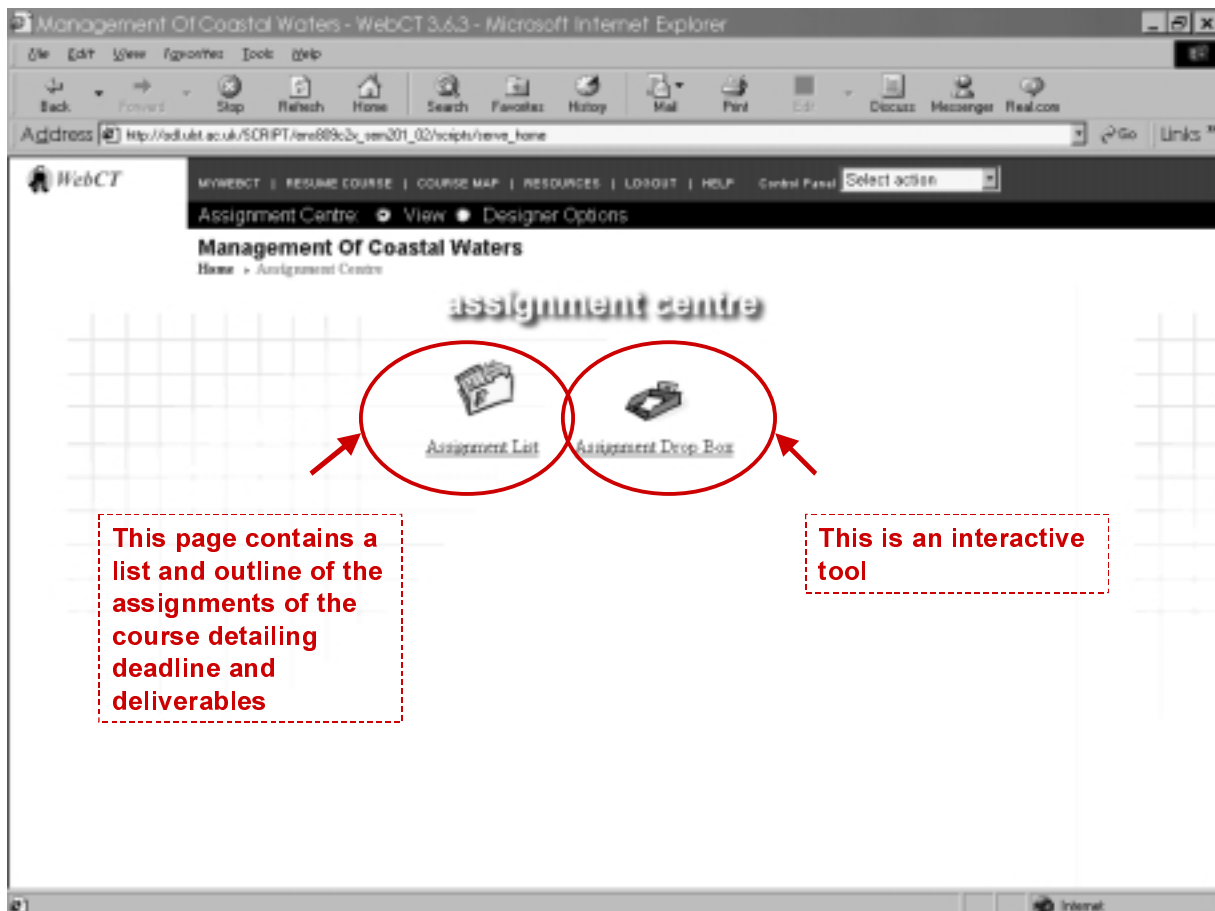 Management Of Coastal Waters - WebCT 3.6.3 - Microsoft Internet Explorer
File Edit View Favorites Tools Help
Back Forward Stop Refresh Home Search Favorites History Mail Print Edit Discuss Messenger Real.com
Address Go Links
WebCT
MYWEBCT | RESUME COURSE | COURSE MAP | RESOURCES | LOGOUT | HELP Control Panel Select action
Assignment Centre: View Designer Options
Management Of Coastal Waters
Home Assignment Centre
assignment centre
Assignment List Assignment Drop Box
This page contains a
list and outline of the
assignments of the
course detailing
deadline and
deliverables
This is an interactive
tool
Internet